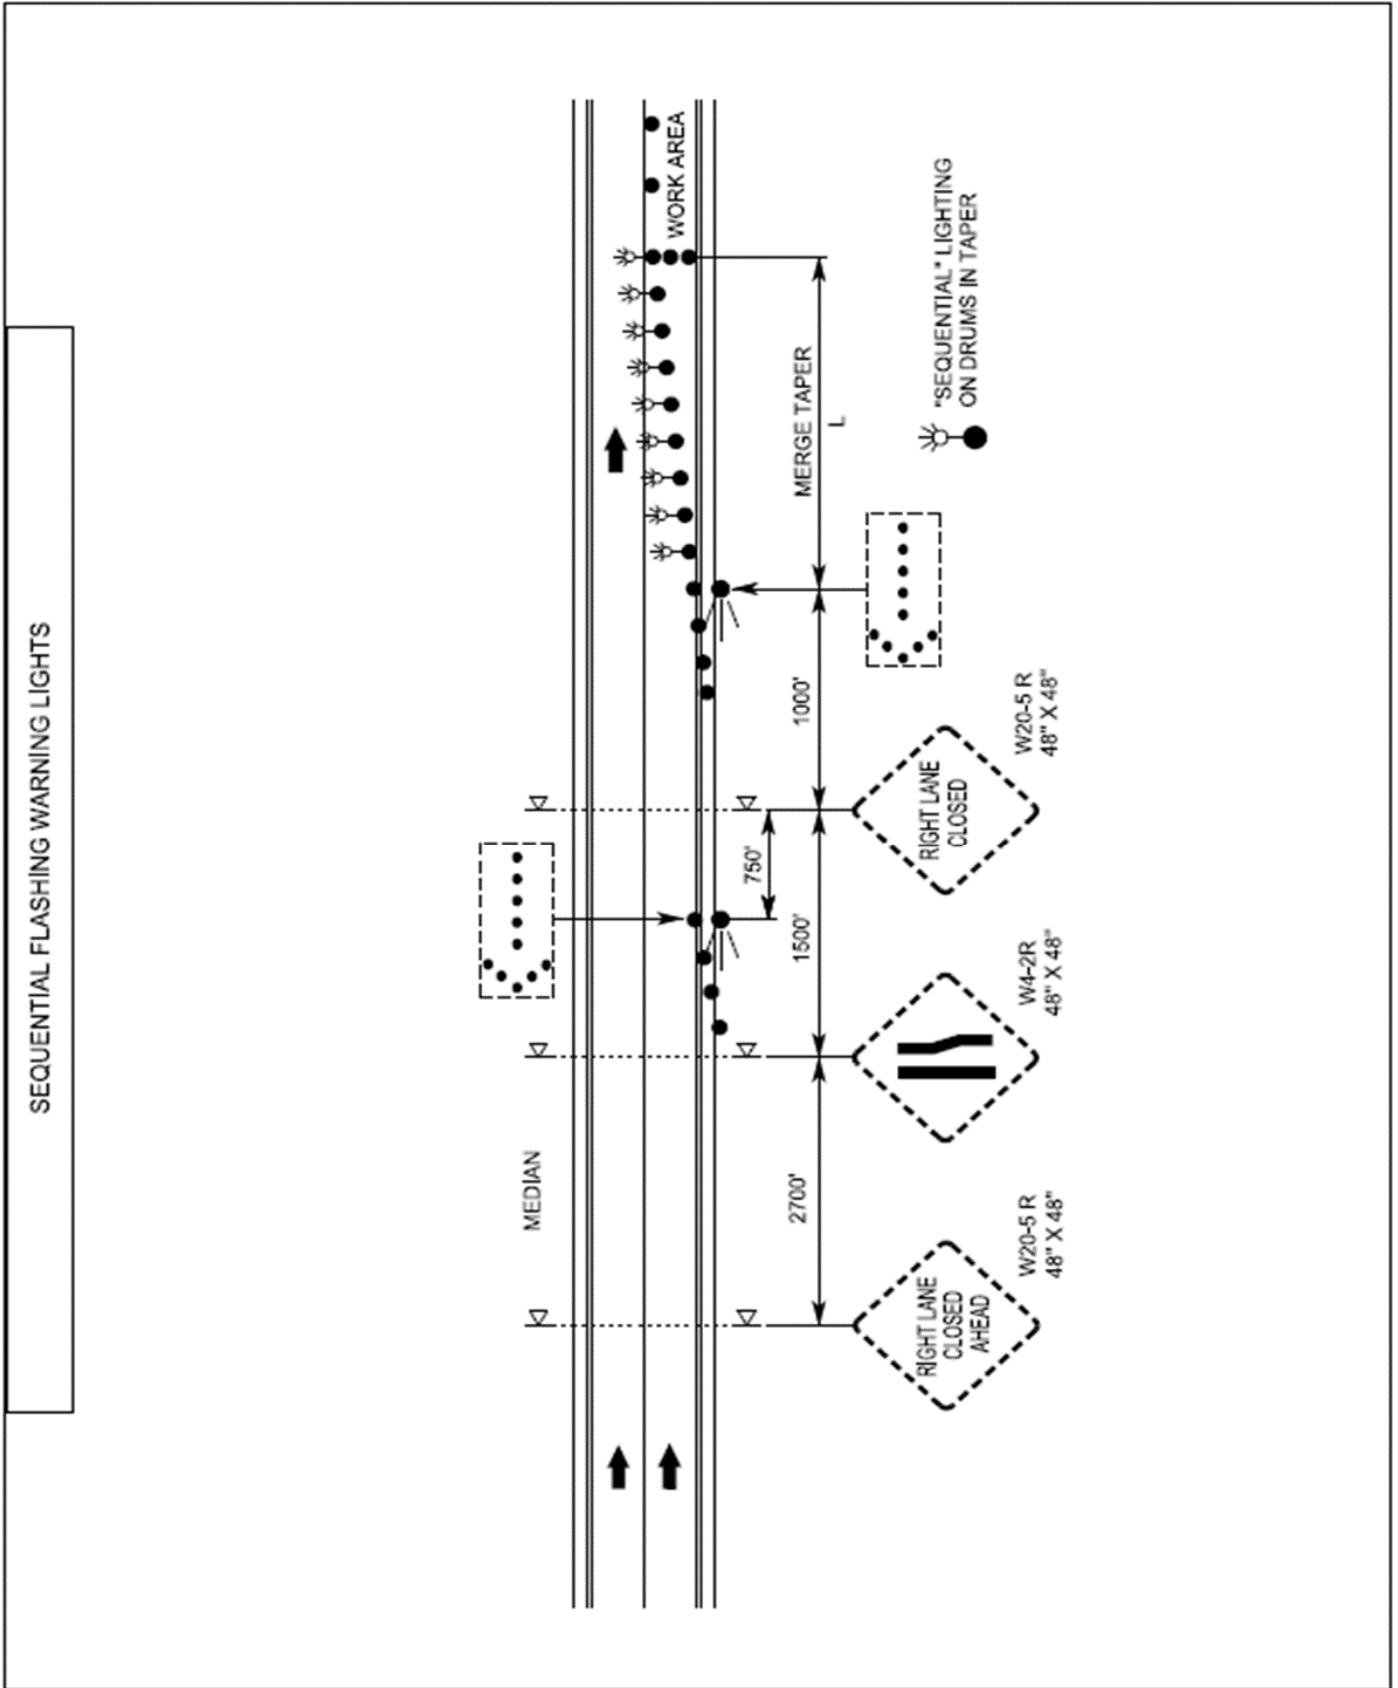 SEQUENTIAL FLASHING WARNING LIGHTS
MEDIAN
WORK AREA
2700'
1500'
750'
1000'
MERGE TAPER
L
RIGHT LANE
CLOSED
AHEAD
W20-5 R
48" X 48"
W4-2R
48" X 48"
RIGHT LANE
CLOSED
W20-5 R
48" X 48"
"SEQUENTIAL" LIGHTING
ON DRUMS IN TAPER